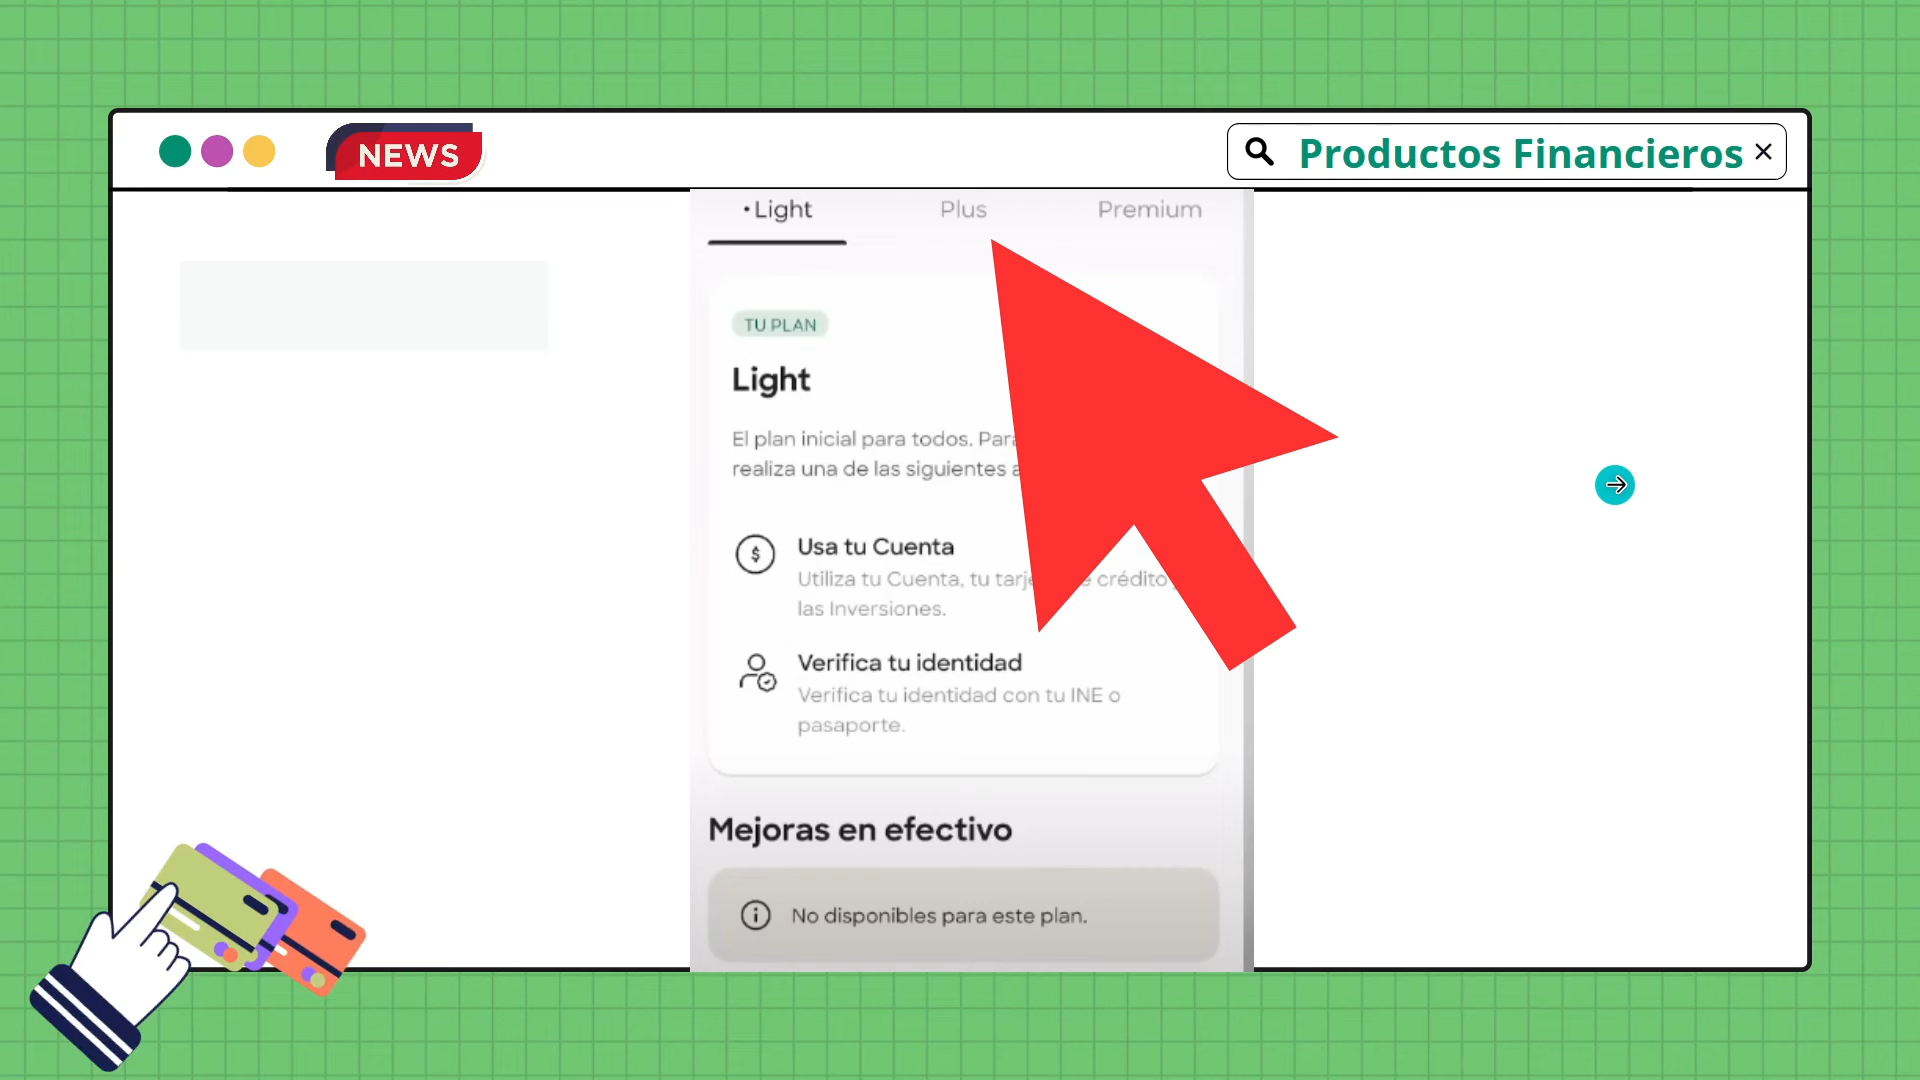 NEWS
Productos Financieros
• Light Plus Premium
TU PLAN
Light
El plan inicial para todos.
realiza una de las siguientes
Usa tu Cuenta
Utiliza tu Cuenta, tu crédito
las Inversiones.
Verifica tu identidad
Verifica tu identidad con tu INE o
pasaporte.
Mejoras en efectivo
No disponibles para este plan.